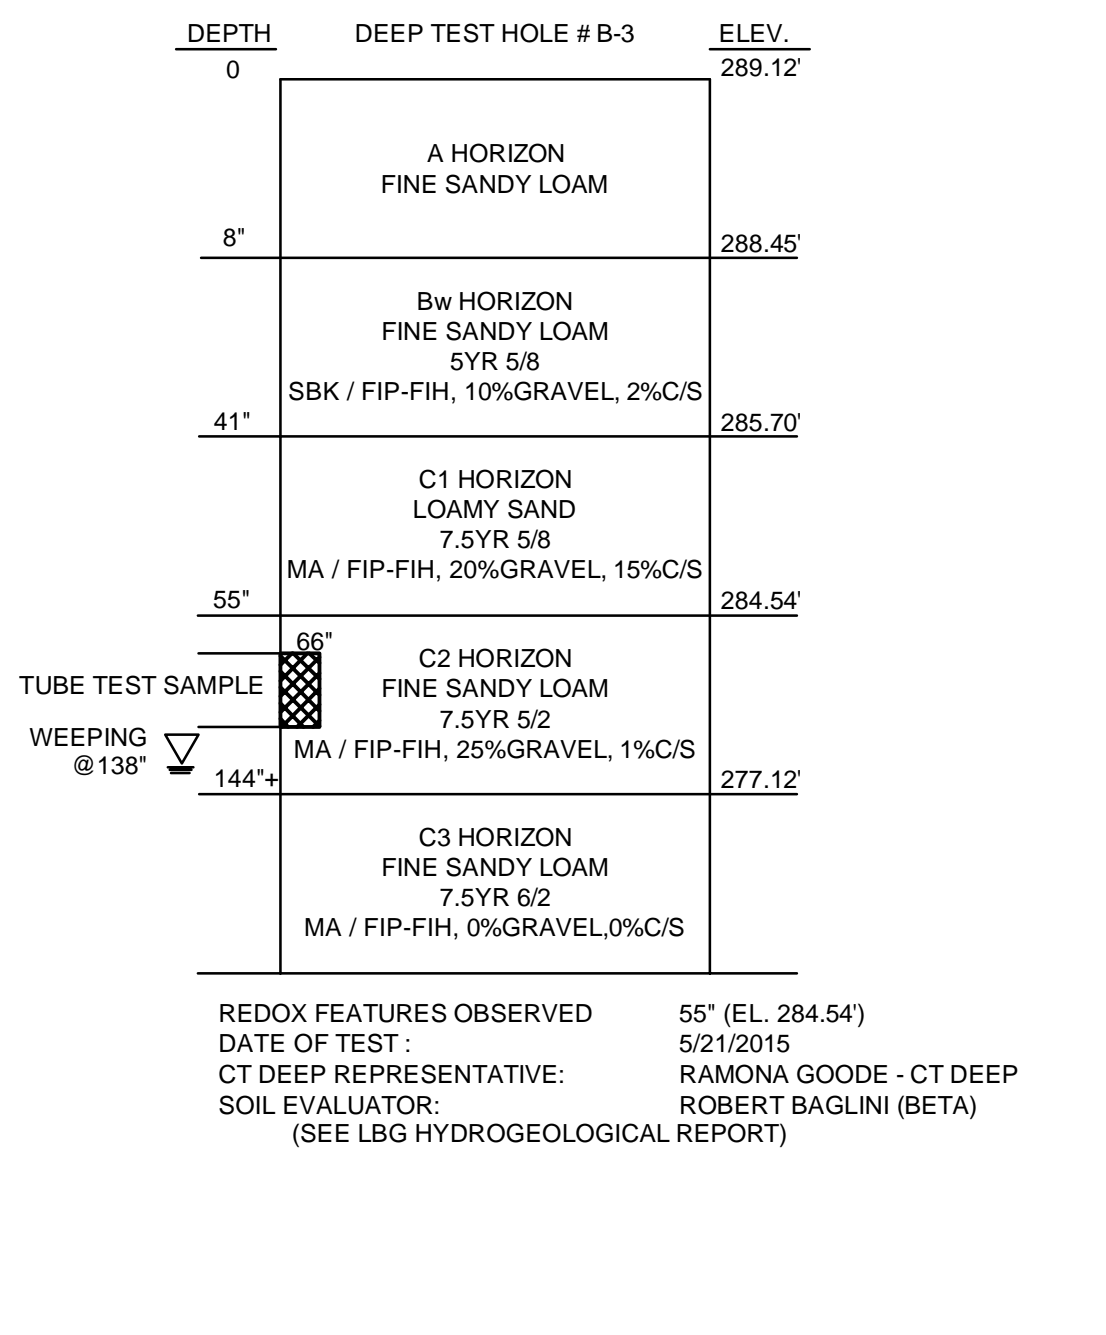 DEPTH DEEP TEST HOLE # B-3 ELEV.
0 289.12'
A HORIZON
FINE SANDY LOAM
8" 288.45'
Bw HORIZON
FINE SANDY LOAM
5YR 5/8
SBK / FIP-FIH, 10%GRAVEL, 2%C/S
41" 285.70'
C1 HORIZON
LOAMY SAND
7.5YR 5/8
MA / FIP-FIH, 20%GRAVEL, 15%C/S
55" 284.54'
66"
C2 HORIZON
TUBE TEST SAMPLE FINE SANDY LOAM
7.5YR 5/2
WEEPING
@138"
MA / FIP-FIH, 25%GRAVEL, 1%C/S
144"+ 277.12'
C3 HORIZON
FINE SANDY LOAM
7.5YR 6/2
MA / FIP-FIH, 0%GRAVEL,0%C/S
REDOX FEATURES OBSERVED 55" (EL. 284.54')
DATE OF TEST : 5/21/2015
CT DEEP REPRESENTATIVE: RAMONA GOODE - CT DEEP
SOIL EVALUATOR: ROBERT BAGLINI (BETA)
(SEE LBG HYDROGEOLOGICAL REPORT)